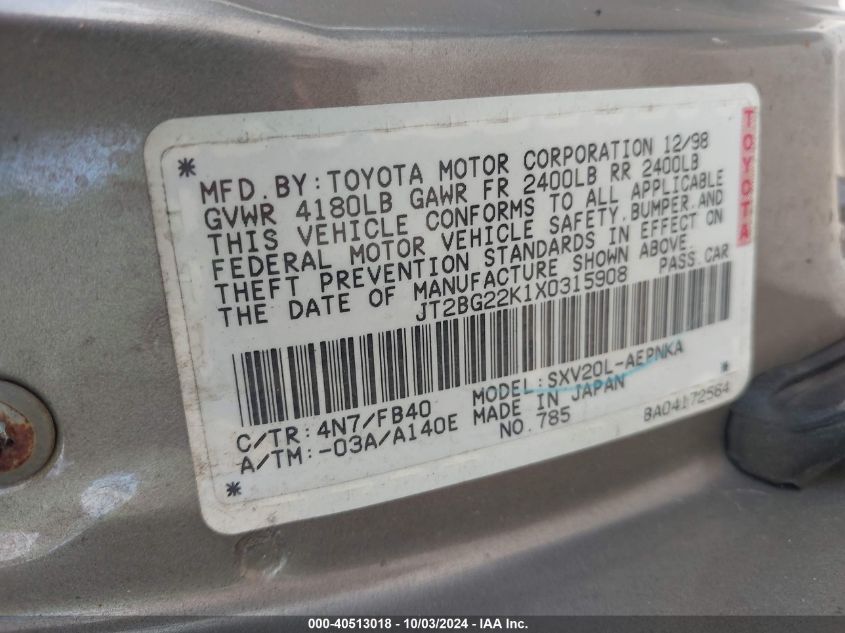 MFD.BY:TOYOTA MOTOR CORPORATION 12/98
GVWR 4180LB GAWR FR 2400LB RR 2400LB
THIS VEHICLE CONFORMS TO ALL APPLICABLE
FEDERAL MOTOR VEHICLE SAFETY,BUMPER,AND
THEFT PREVENTION STANDARDS IN EFFECT ON
THE DATE OF MANUFACTURE SHOWN ABOVE.
JT2BG22K1X0315908 PASS.CAR
TOYOTA
C/TR:4N7/FB40 MODEL:SXV20L-AEPNKA
A/TM:-03A/A140E MADE IN JAPAN
NO.785 BA04172564
000-40513018 - 10/03/2024 - IAA Inc.